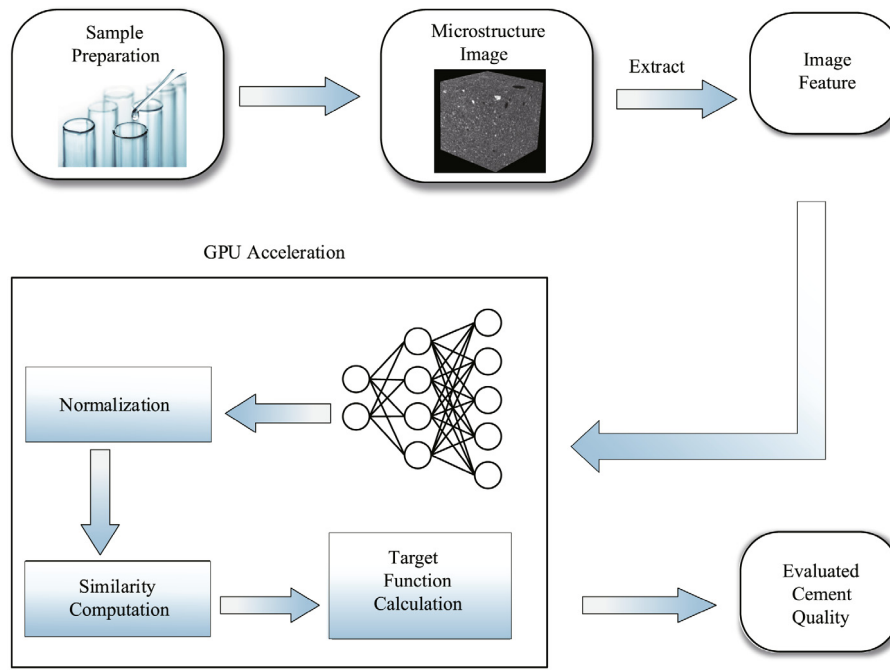 Sample
Preparation
Microstructure
Image
Extract
Image
Feature
GPU Acceleration
Normalization
Similarity
Computation
Target
Function
Calculation
Evaluated
Cement
Quality